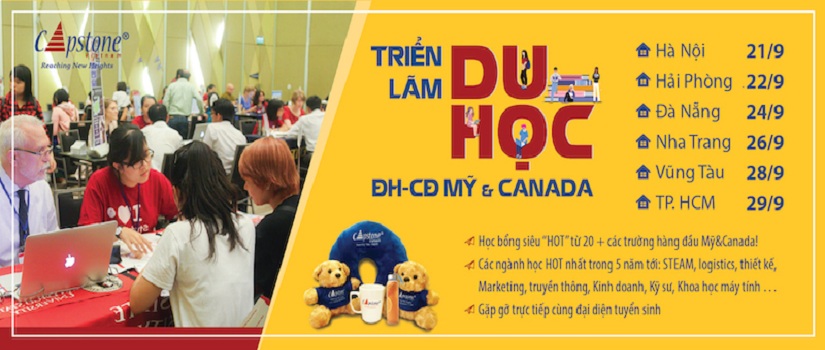 Capstone®
Vietnam
Reaching New Heights
TRIỂN
LÃM
DU
HỌC
ĐH-CĐ MỸ & CANADA
Hà Nội 21/9
Hải Phòng 22/9
Đà Nẵng 24/9
Nha Trang 26/9
Vũng Tàu 28/9
TP. HCM 29/9
Học bổng siêu "HOT" từ 20 + các trường hàng đầu Mỹ&Canada!
Các ngành học HOT nhất trong 5 năm tới: STEAM, logistics, thiết kế,
Marketing, truyền thông, Kinh doanh, Kỹ sư, Khoa học máy tính ...
Gặp gỡ trực tiếp cùng đại diện tuyển sinh
Capstone